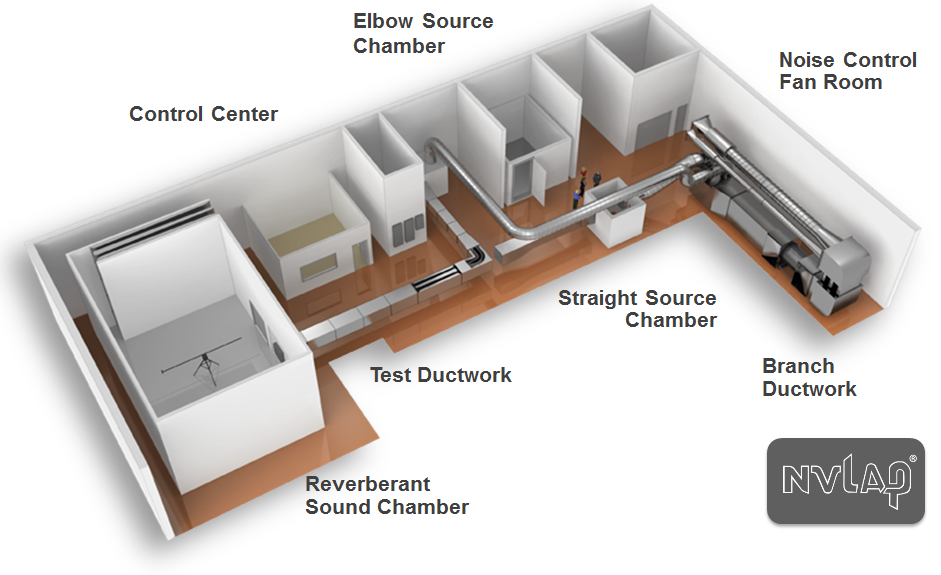 Elbow Source
Chamber
Noise Control
Fan Room
Control Center
Straight Source
Chamber
Test Ductwork
Branch
Ductwork
Reverberant
Sound Chamber
NVLAP®